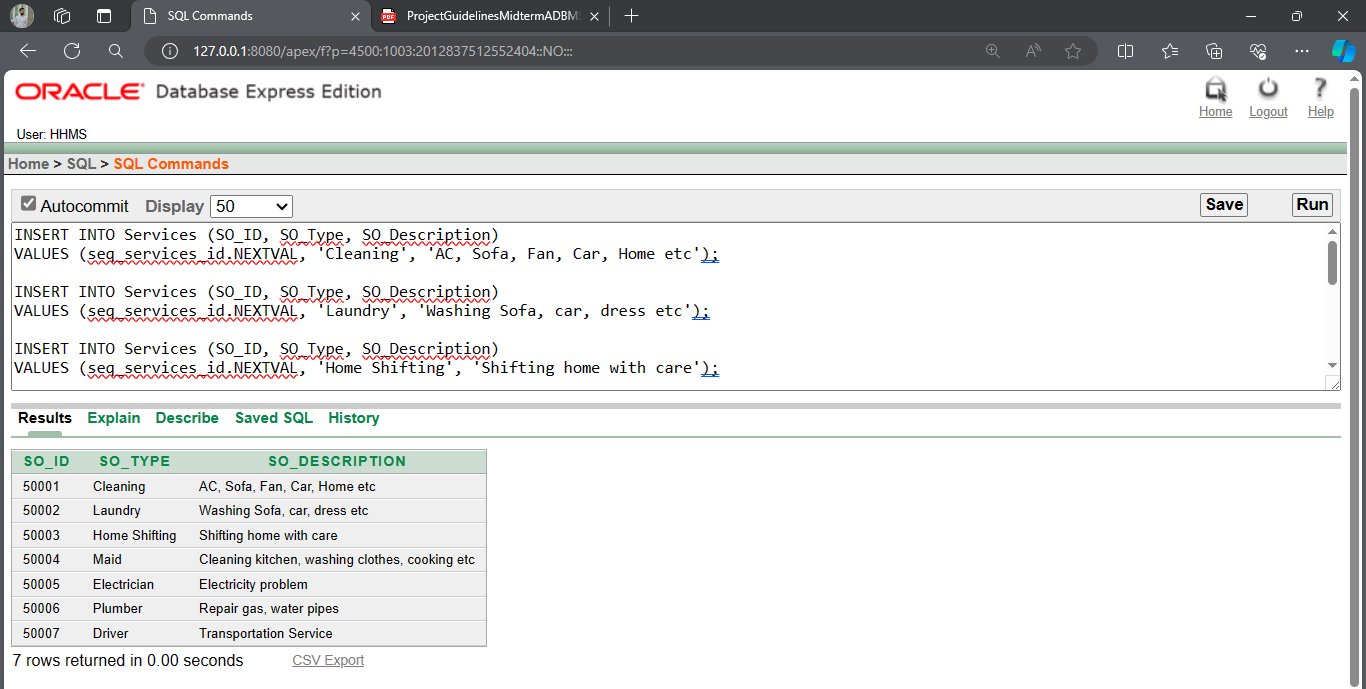 SQL Commands
ProjectGuidelinesMidtermADBMS
127.0.0.1:8080/apex/f?p=4500:1003:2012837512552404::NO:::
ORACLE Database Express Edition
Home Logout Help
User: HHMS
Home > SQL > SQL Commands
Autocommit Display 50 Save Run
INSERT INTO Services (SO_ID, SO_Type, SO_Description)
VALUES (seq_services_id.NEXTVAL, 'Cleaning', 'AC, Sofa, Fan, Car, Home etc');
INSERT INTO Services (SO_ID, SO_Type, SO_Description)
VALUES (seq_services_id.NEXTVAL, 'Laundry', 'Washing Sofa, car, dress etc');
INSERT INTO Services (SO_ID, SO_Type, SO_Description)
VALUES (seq_services_id.NEXTVAL, 'Home Shifting', 'Shifting home with care');
Results Explain Describe Saved SQL History
SO_ID SO_TYPE SO_DESCRIPTION
50001 Cleaning AC, Sofa, Fan, Car, Home etc
50002 Laundry Washing Sofa, car, dress etc
50003 Home Shifting Shifting home with care
50004 Maid Cleaning kitchen, washing clothes, cooking etc
50005 Electrician Electricity problem
50006 Plumber Repair gas, water pipes
50007 Driver Transportation Service
7 rows returned in 0.00 seconds CSV Export